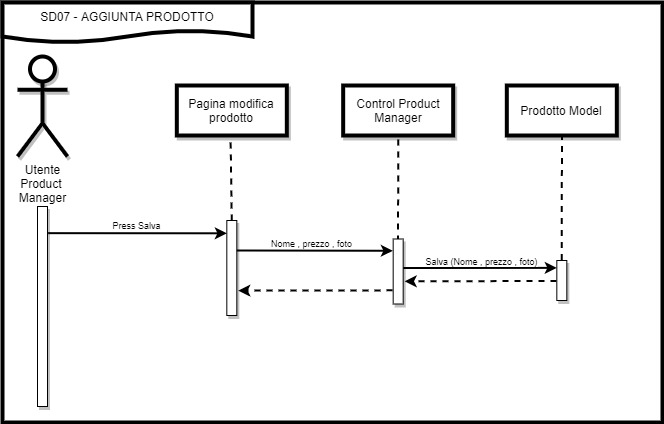 SD07 - AGGIUNTA PRODOTTO
Pagina modifica
prodotto
Control Product
Manager
Prodotto Model
Utente
Product
Manager
Press Salva
Nome , prezzo , foto
Salva (Nome , prezzo , foto)